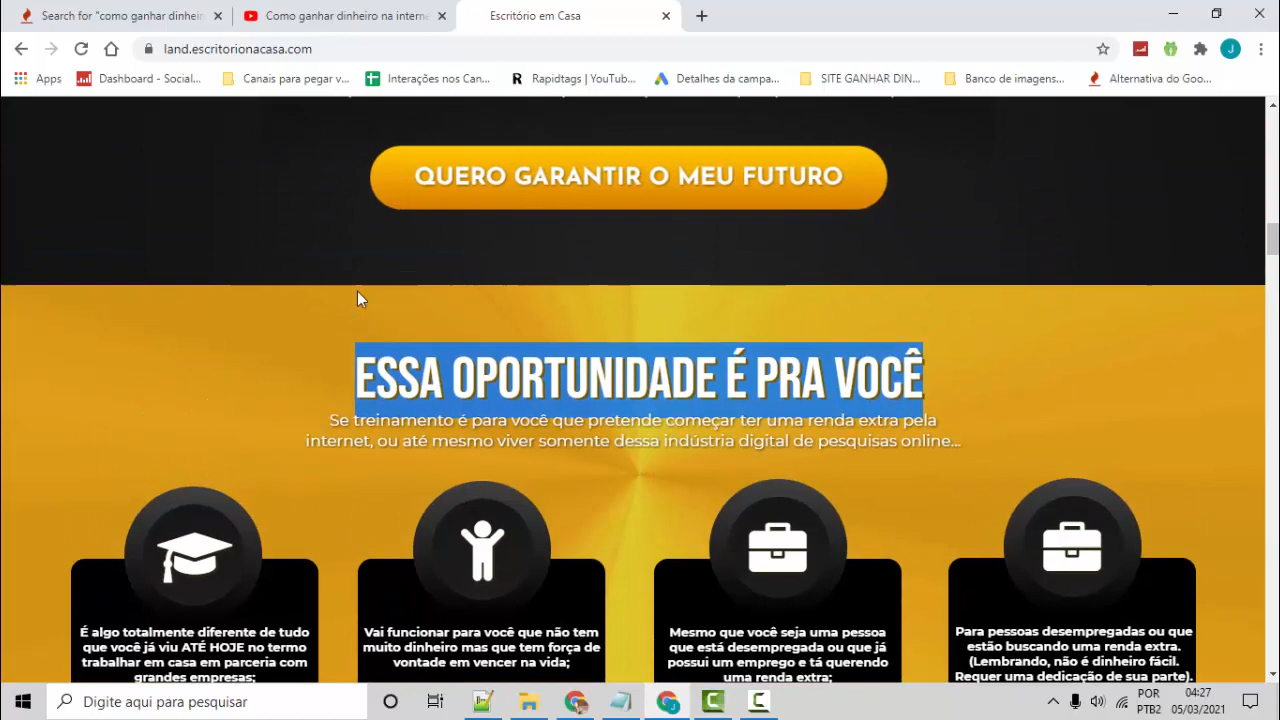 Search for "como ganhar dinheir
Como ganhar dinheiro na interne
Escritório em Casa
land.escritorionacasa.com
J
Apps
Dashboard - Social...
Canais para pegar v...
Interações nos Can...
R
Rapidtags | YouTub...
Detalhes da campa...
SITE GANHAR DIN...
Banco de imagens...
Alternativa do Goo...
QUERO GARANTIR O MEU FUTURO
ESSA OPORTUNIDADE É PRA VOCÊ
Se treinamento é para você que pretende começar ter uma renda extra pela
internet, ou até mesmo viver somente dessa indústria digital de pesquisas online...
É algo totalmente diferente de tudo
que você já viu ATÉ HOJE no termo
trabalhar em casa em parceria com
grandes empresas;
Vai funcionar para você que não tem
muito dinheiro mas que tem força de
vontade em vencer na vida;
Mesmo que você seja uma pessoa
que está desempregada ou que já
possui um emprego e tá querendo
uma renda extra;
Para pessoas desempregadas ou que
estão buscando uma renda extra.
(Lembrando, não é dinheiro fácil.
Requer uma dedicação de sua parte).
Digite aqui para pesquisar
POR
PTB2
04:27
05/03/2021